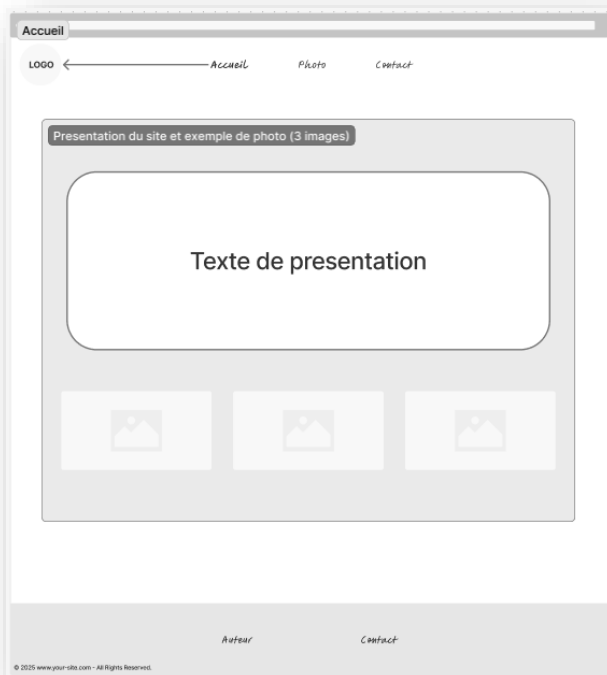 Accueil
LOGO Accueil Photo Contact
Presentation du site et exemple de photo (3 images)
Texte de presentation
Auteur Contact
© 2025 www.your-site.com - All Rights Reserved.